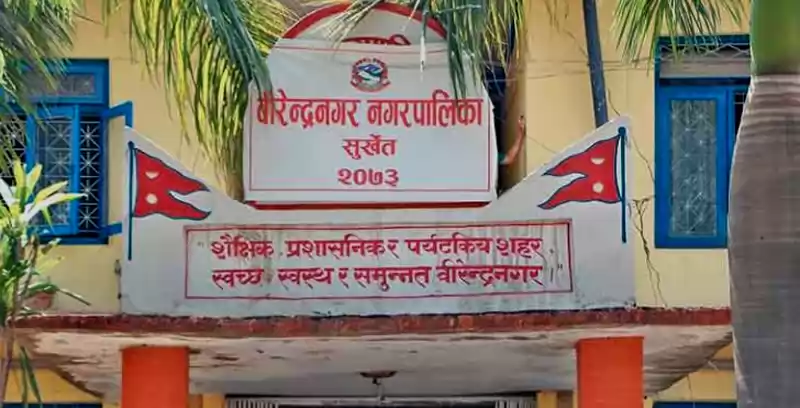 वीरेन्द्रनगर नगरपालिका
सुर्खेत
२०७३
"शैक्षिक, प्रशासनिक र पर्यटकिय शहर
स्वच्छ, स्वस्थ र समुन्नत वीरेन्द्रनगर"